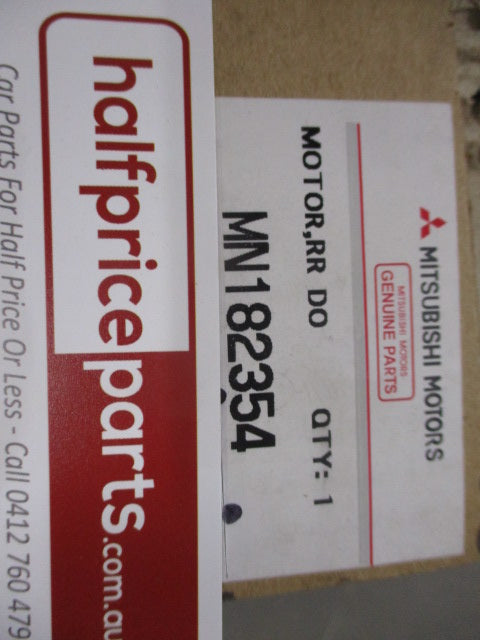 MITSUBISHI MOTORS
MITSUBISHI MOTORS
GENUINE PARTS
MOTOR,RR DO QTY: 1
MN182354
halfpriceparts.com.au
Car Parts For Half Price Or Less - Call 0412 760 479